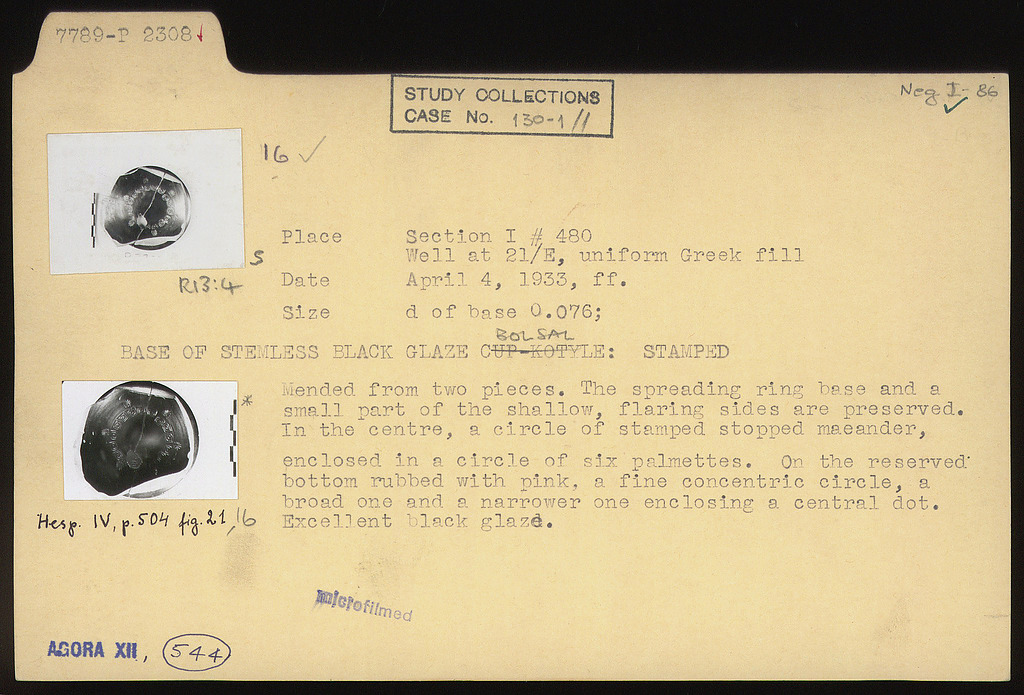 7789-P 2308
STUDY COLLECTIONS
CASE No. 130-1//
Neg I- 86
16 ✓
S
R13:4
Place Section I # 480
Well at 21/E, uniform Greek fill
Date April 4, 1933, ff.
Size d of base 0.076;
BOLSAL
BASE OF STEMLESS BLACK GLAZE CUP-KOTYLE: STAMPED
*
Mended from two pieces. The spreading ring base and a
small part of the shallow, flaring sides are preserved.
In the centre, a circle of stamped stopped maeander,
enclosed in a circle of six palmettes. On the reserved
bottom rubbed with pink, a fine concentric circle, a
broad one and a narrower one enclosing a central dot.
Excellent black glaze.
Hesp. IV, p. 504 fig. 21, 16
microfilmed
AGORA XII, 544